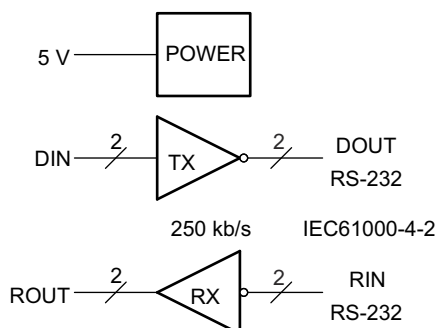 5 V
POWER
2
2
DIN
TX
DOUT
RS-232
250 kb/s
IEC61000-4-2
2
2
ROUT
RX
RIN
RS-232